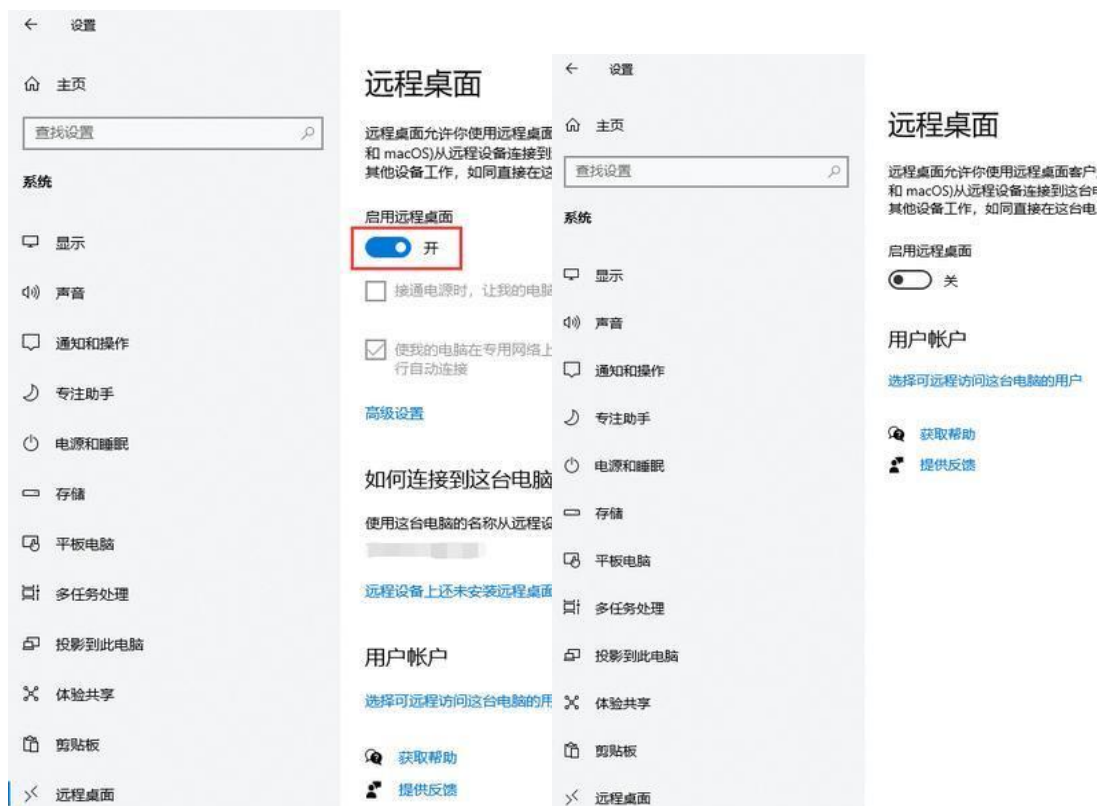 设置
主页
查找设置
系统
显示
声音
通知和操作
专注助手
电源和睡眠
存储
平板电脑
多任务处理
投影到此电脑
体验共享
剪贴板
远程桌面
远程桌面
远程桌面允许你使用远程桌面
和 macOS)从远程设备连接到
其他设备工作，如同直接在这
启用远程桌面
开
接通电源时，让我的电脑
使我的电脑在专用网络上
行自动连接
高级设置
如何连接到这台电脑
使用这台电脑的名称从远程设
远程设备上还未安装远程桌面
用户帐户
选择可远程访问这台电脑的用
获取帮助
提供反馈
设置
主页
查找设置
系统
显示
声音
通知和操作
专注助手
电源和睡眠
存储
平板电脑
多任务处理
投影到此电脑
体验共享
剪贴板
远程桌面
远程桌面
远程桌面允许你使用远程桌面客户
和 macOS)从远程设备连接到这台
其他设备工作，如同直接在这台电
启用远程桌面
关
用户帐户
选择可远程访问这台电脑的用户
获取帮助
提供反馈